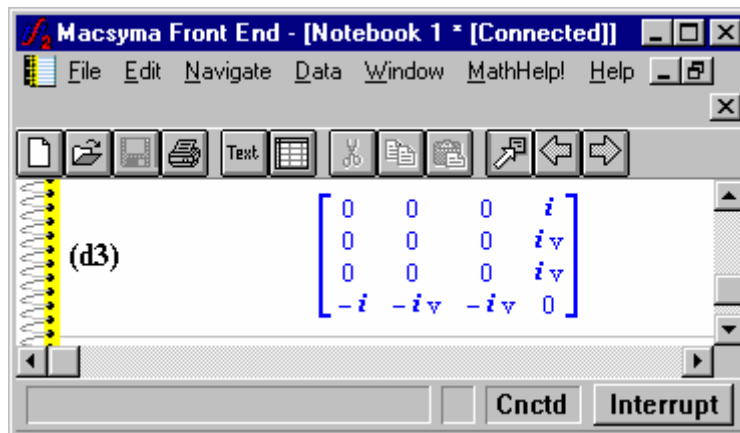 Macsyma Front End - [Notebook 1 * [Connected]]
File Edit Navigate Data Window MathHelp! Help
Text
(d3)
0 0 0 i
0 0 0 i v
0 0 0 i v
- i - i v - i v 0
Cnctd Interrupt